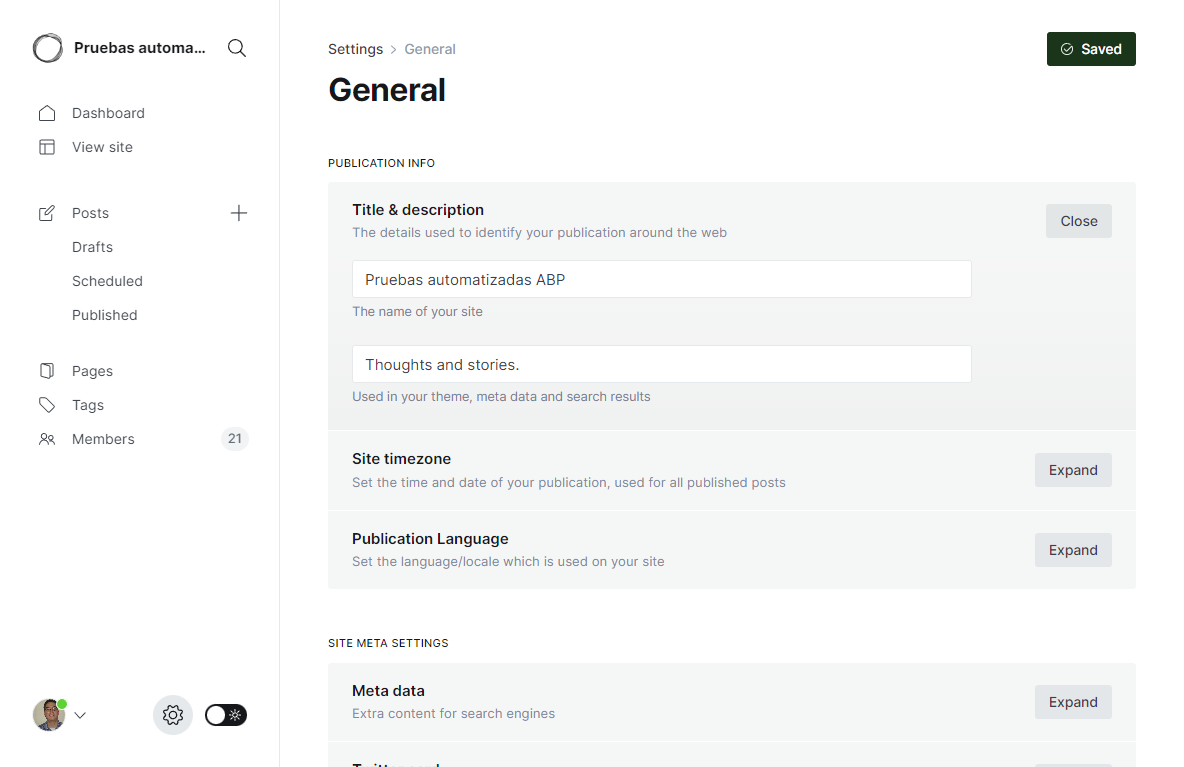 Pruebas automa...
Dashboard
View site
Posts
Drafts
Scheduled
Published
Pages
Tags
Members 21
Settings > General
Saved
General
PUBLICATION INFO
Title & description
The details used to identify your publication around the web
Close
Pruebas automatizadas ABP
The name of your site
Thoughts and stories.
Used in your theme, meta data and search results
Site timezone
Set the time and date of your publication, used for all published posts
Expand
Publication Language
Set the language/locale which is used on your site
Expand
SITE META SETTINGS
Meta data
Extra content for search engines
Expand